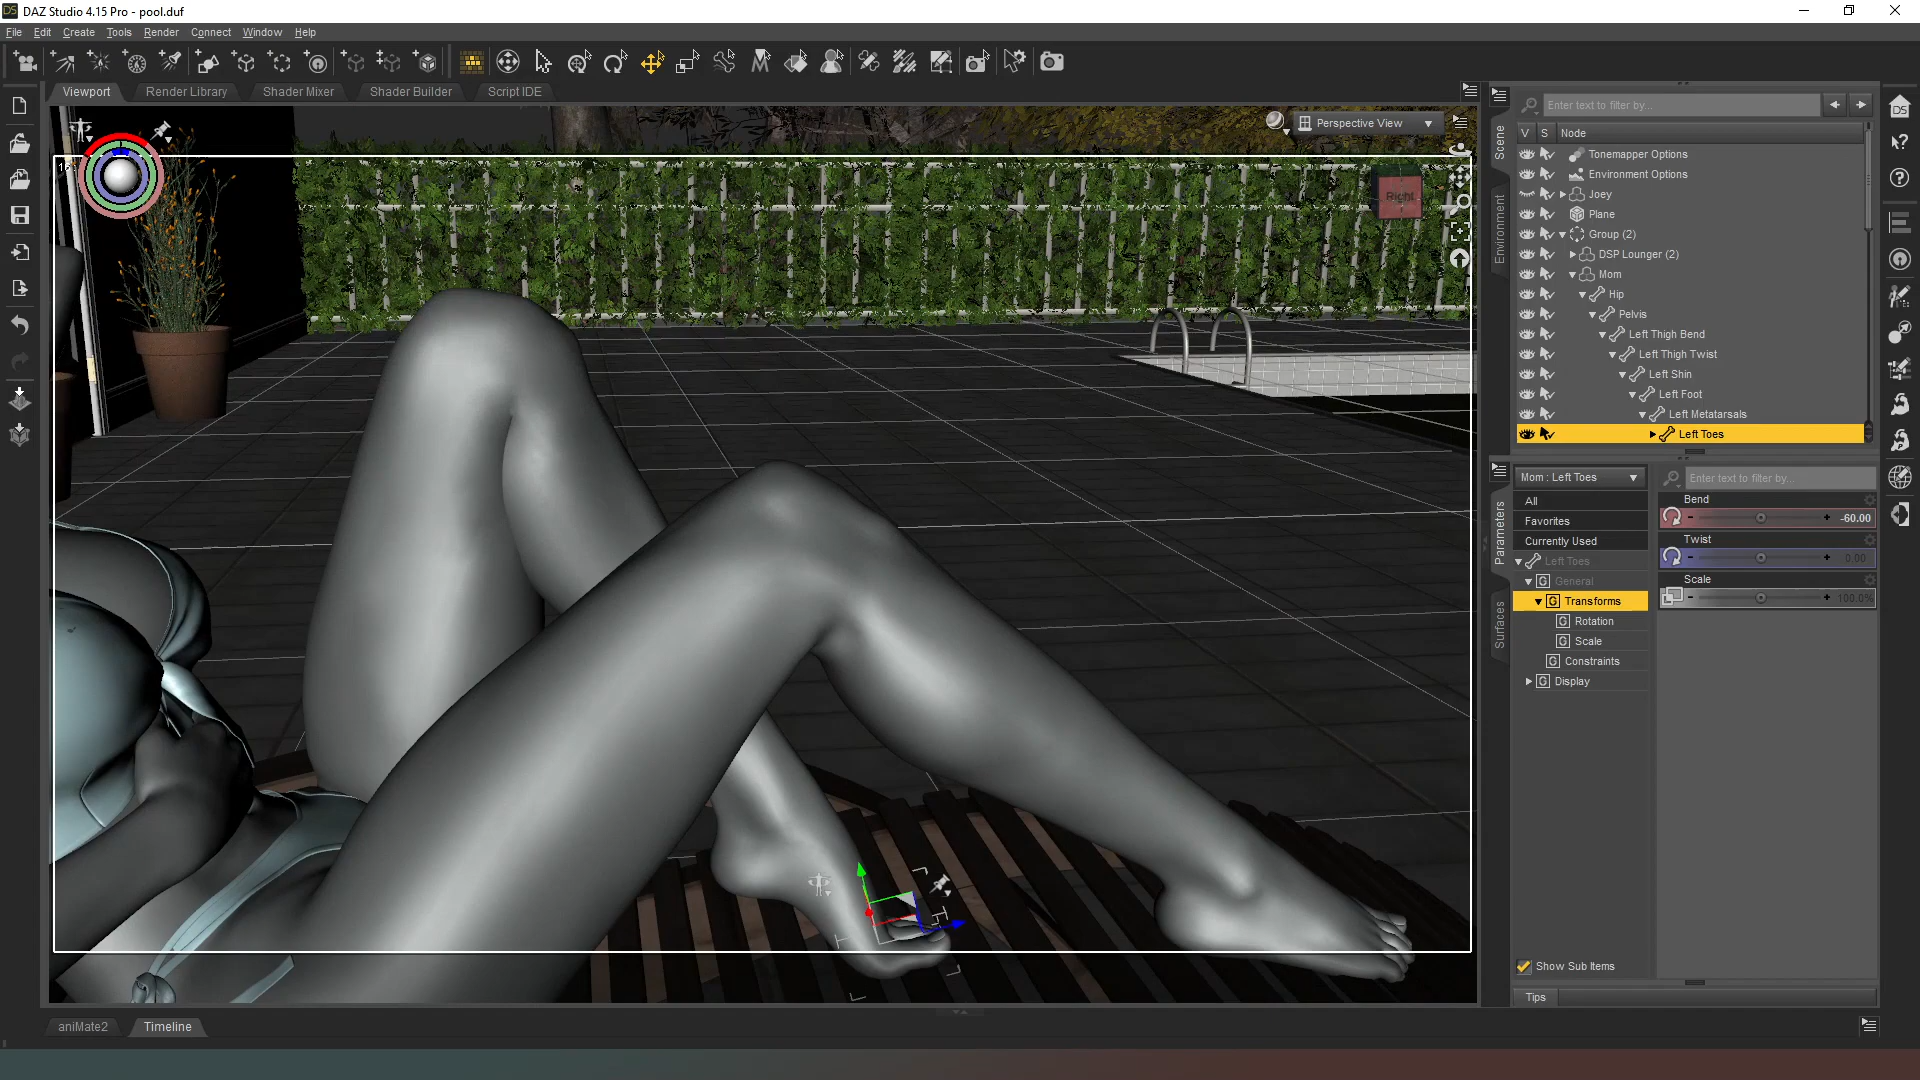 DAZ Studio 4.15 Pro - pool.duf
File Edit Create Tools Render Connect Window Help
Viewport Render Library Shader Mixer Shader Builder Script IDE
Perspective View
Right
Scene
Environment
Enter text to filter by...
V S Node
Tonemapper Options
Environment Options
Joey
Plane
Group (2)
DSP Lounger (2)
Mom
Hip
Pelvis
Left Thigh Bend
Left Thigh Twist
Left Shin
Left Foot
Left Metatarsals
Left Toes
Parameters
Surfaces
Mom : Left Toes
All
Favorites
Currently Used
Left Toes
General
Transforms
Rotation
Scale
Constraints
Display
Show Sub Items
Enter text to filter by...
Bend
-60.00
Twist
0.00
Scale
100.0%
Tips
aniMate2 Timeline